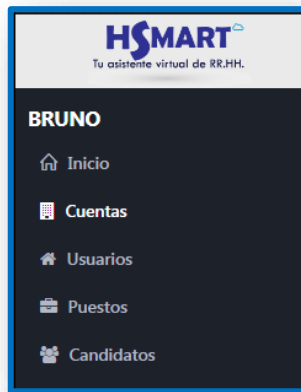 HSMART
Tu asistente virtual de RR.HH.
BRUNO
Inicio
Cuentas
Usuarios
Puestos
Candidatos